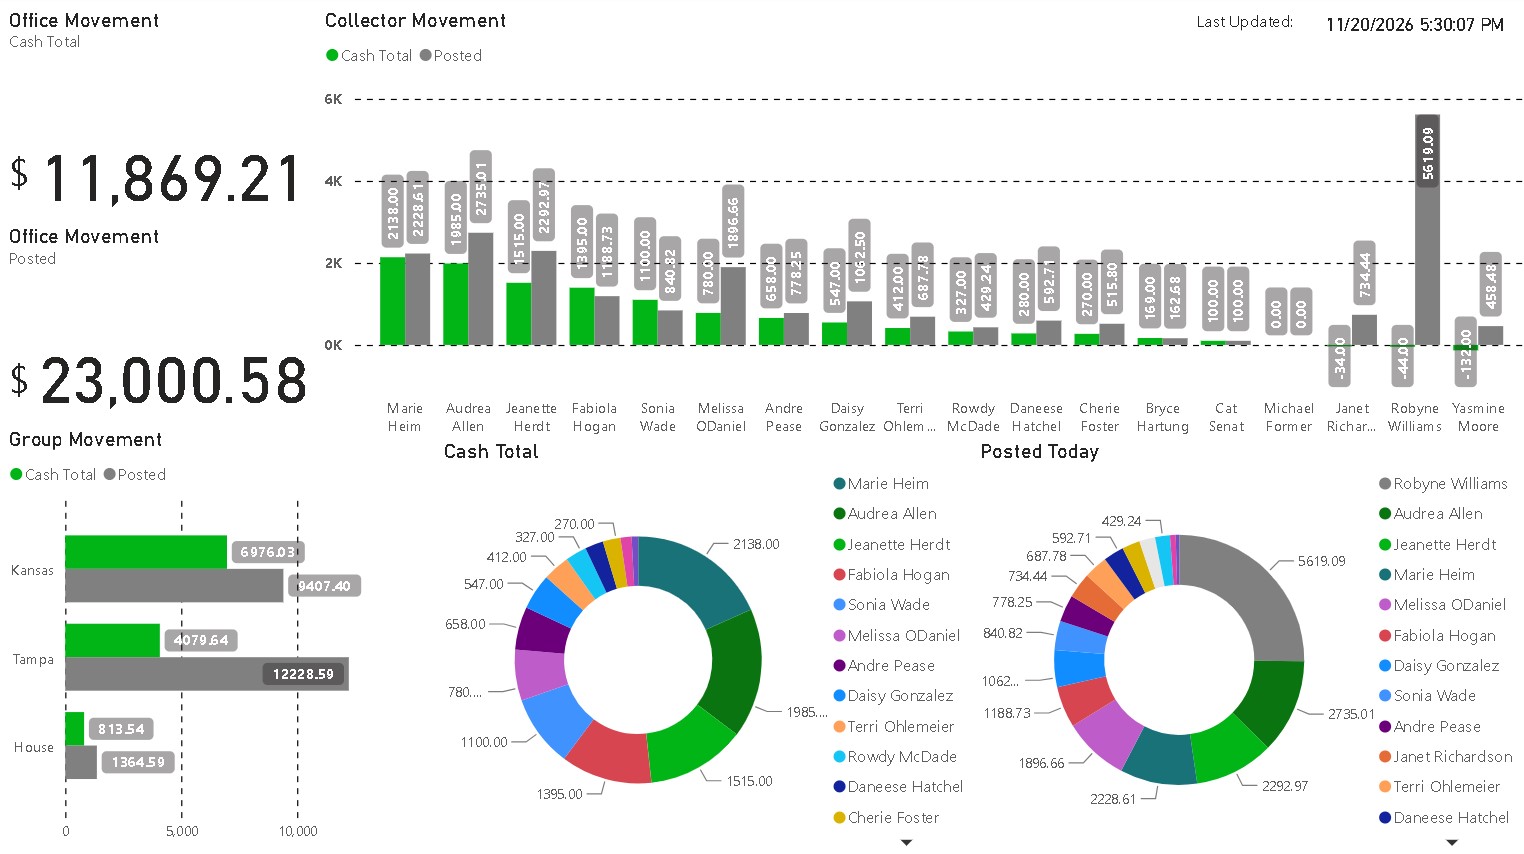 Office Movement
Cash Total
$ 11,869.21
Office Movement
Posted
$ 23,000.58
Collector Movement
Cash Total Posted
Last Updated: 11/20/2026 5:30:07 PM
6K
4K
2K
0K
2138.00 2228.61 1985.00 2735.01 1515.00 2292.97 1395.00 1188.73 1100.00 840.82 780.00 1896.66 658.00 778.25 547.00 1062.50 412.00 687.78 327.00 429.24 280.00 592.71 270.00 515.80 169.00 162.68 100.00 100.00 0.00 0.00 -34.00 734.44 -44.00 5619.09 -132.00 458.48
Marie Heim
Audrea Allen
Jeanette Herdt
Fabiola Hogan
Sonia Wade
Melissa ODaniel
Andre Pease
Daisy Gonzalez
Terri Ohlem...
Rowdy McDade
Daneese Hatchel
Cherie Foster
Bryce Hartung
Cat Senat
Michael Former
Janet Richar...
Robyne Williams
Yasmine Moore
Group Movement
Cash Total Posted
Kansas
6976.03
9407.40
Tampa
4079.64
12228.59
House
813.54
1364.59
0 5,000 10,000
Cash Total
2138.00
1985....
1515.00
1395.00
1100.00
780....
658.00
547.00
412.00
327.00
270.00
Marie Heim
Audrea Allen
Jeanette Herdt
Fabiola Hogan
Sonia Wade
Melissa ODaniel
Andre Pease
Daisy Gonzalez
Terri Ohlemeier
Rowdy McDade
Daneese Hatchel
Cherie Foster
Posted Today
5619.09
2735.01
2292.97
2228.61
1896.66
1188.73
1062...
840.82
778.25
734.44
687.78
592.71
429.24
Robyne Williams
Audrea Allen
Jeanette Herdt
Marie Heim
Melissa ODaniel
Fabiola Hogan
Daisy Gonzalez
Sonia Wade
Andre Pease
Janet Richardson
Terri Ohlemeier
Daneese Hatchel